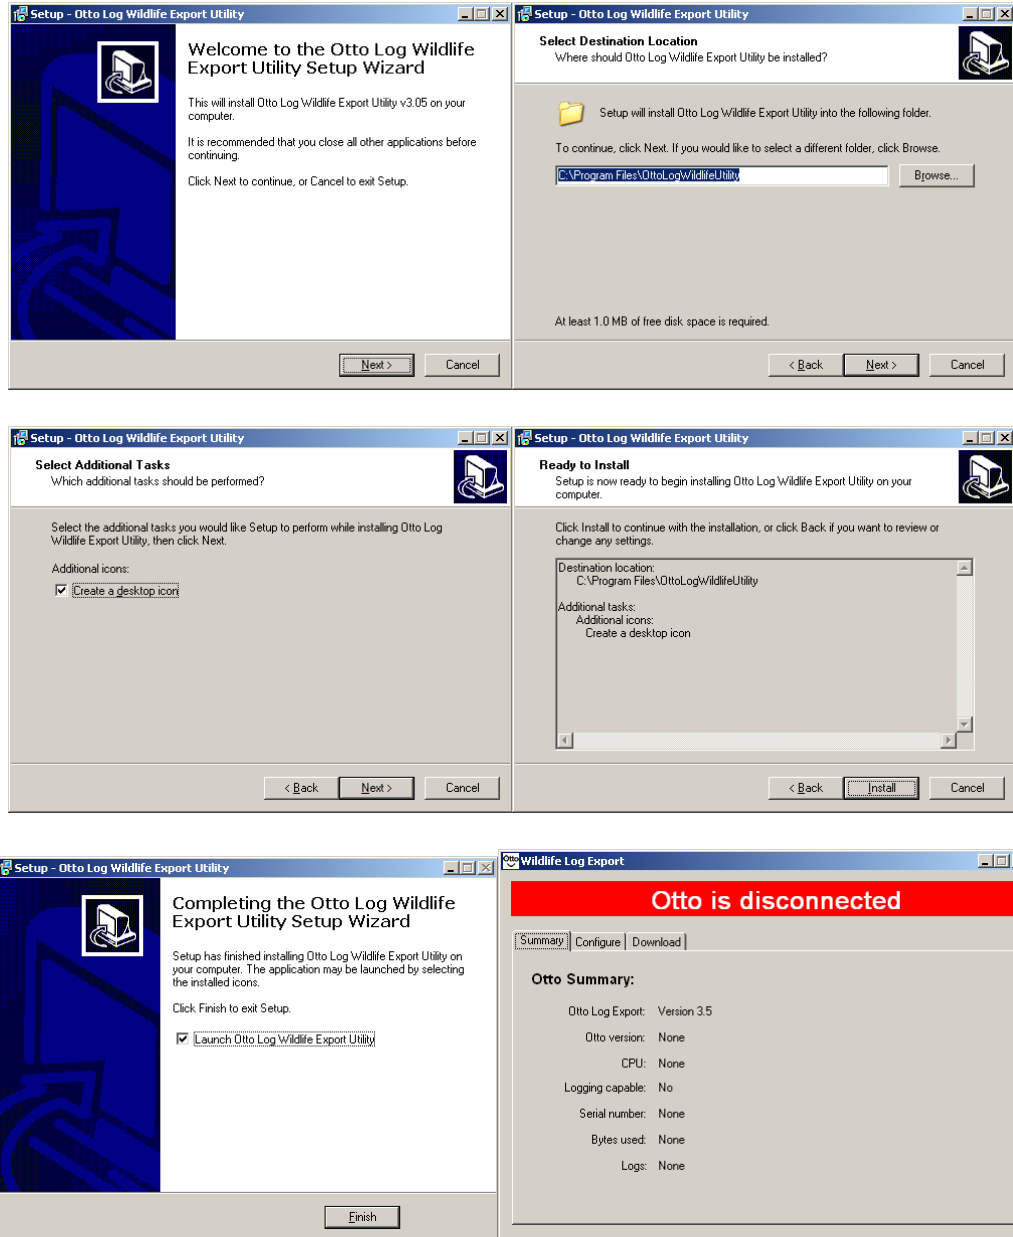 Setup - Otto Log Wildlife Export Utility
Welcome to the Otto Log Wildlife
Export Utility Setup Wizard
This will install Otto Log Wildlife Export Utility v3.05 on your
computer.
It is recommended that you close all other applications before
continuing.
Click Next to continue, or Cancel to exit Setup.
Next >
Cancel
Setup - Otto Log Wildlife Export Utility
Select Destination Location
Where should Otto Log Wildlife Export Utility be installed?
Setup will install Otto Log Wildlife Export Utility into the following folder.
To continue, click Next. If you would like to select a different folder, click Browse.
C:\Program Files\OttoLogWildlifeUtility
Browse...
At least 1.0 MB of free disk space is required.
< Back
Next >
Cancel
Setup - Otto Log Wildlife Export Utility
Select Additional Tasks
Which additional tasks should be performed?
Select the additional tasks you would like Setup to perform while installing Otto Log
Wildlife Export Utility, then click Next.
Additional icons:
Create a desktop icon
< Back
Next >
Cancel
Setup - Otto Log Wildlife Export Utility
Ready to Install
Setup is now ready to begin installing Otto Log Wildlife Export Utility on your
computer.
Click Install to continue with the installation, or click Back if you want to review or
change any settings.
Destination location:
C:\Program Files\OttoLogWildlifeUtility
Additional tasks:
Additional icons:
Create a desktop icon
< Back
Install
Cancel
Setup - Otto Log Wildlife Export Utility
Completing the Otto Log Wildlife
Export Utility Setup Wizard
Setup has finished installing Otto Log Wildlife Export Utility on
your computer. The application may be launched by selecting
the installed icons.
Click Finish to exit Setup.
Launch Otto Log Wildlife Export Utility
Finish
Otto Wildlife Log Export
Otto is disconnected
Summary Configure Download
Otto Summary:
Otto Log Export: Version 3.5
Otto version: None
CPU: None
Logging capable: No
Serial number: None
Bytes used: None
Logs: None